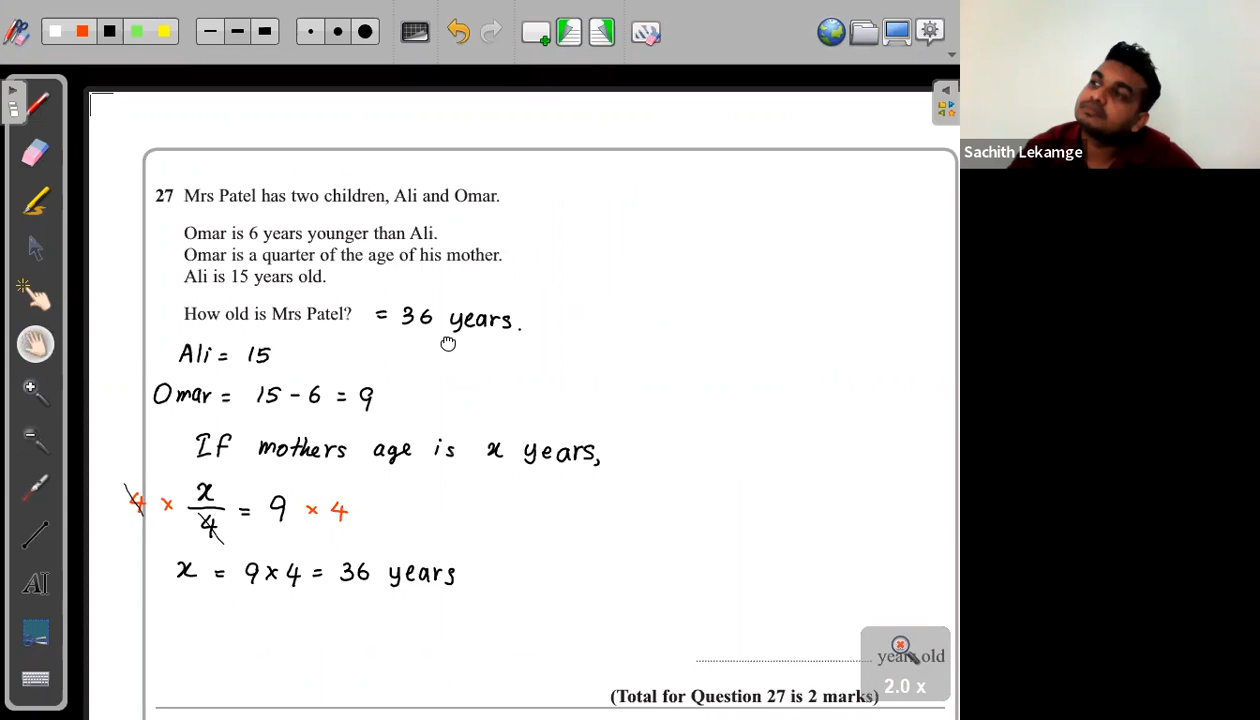 Sachith Lekamge
27 Mrs Patel has two children, Ali and Omar.
Omar is 6 years younger than Ali.
Omar is a quarter of the age of his mother.
Ali is 15 years old.
How old is Mrs Patel? = 36 years.
Ali = 15
Omar = 15 - 6 = 9
If mothers age is x years,
4 × x/4 = 9 × 4
x = 9 × 4 = 36 years
years old
2.0 x
(Total for Question 27 is 2 marks)